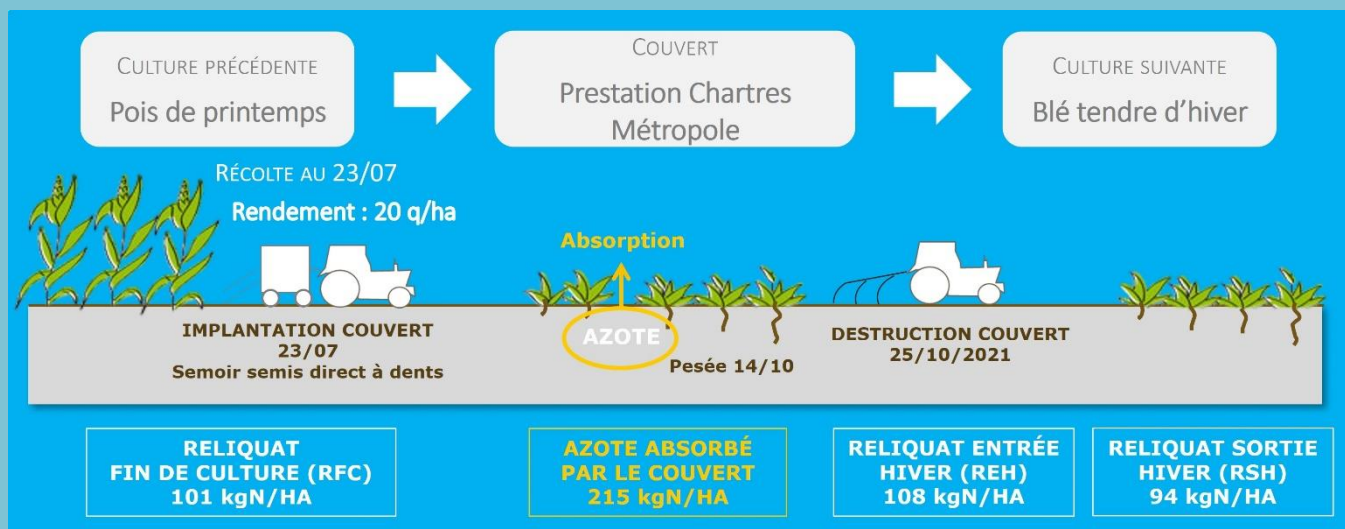 CULTURE PRÉCÉDENTE
Pois de printemps
COUVERT
Prestation Chartres
Métropole
CULTURE SUIVANTE
Blé tendre d'hiver
RÉCOLTE AU 23/07
Rendement : 20 q/ha
Absorption
IMPLANTATION COUVERT
23/07
Semoir semis direct à dents
AZOTE
Pesée 14/10
DESTRUCTION COUVERT
25/10/2021
RELIQUAT
FIN DE CULTURE (RFC)
101 kgN/HA
AZOTE ABSORBÉ
PAR LE COUVERT
215 kgN/HA
RELIQUAT ENTRÉE
HIVER (REH)
108 kgN/HA
RELIQUAT SORTIE
HIVER (RSH)
94 kgN/HA